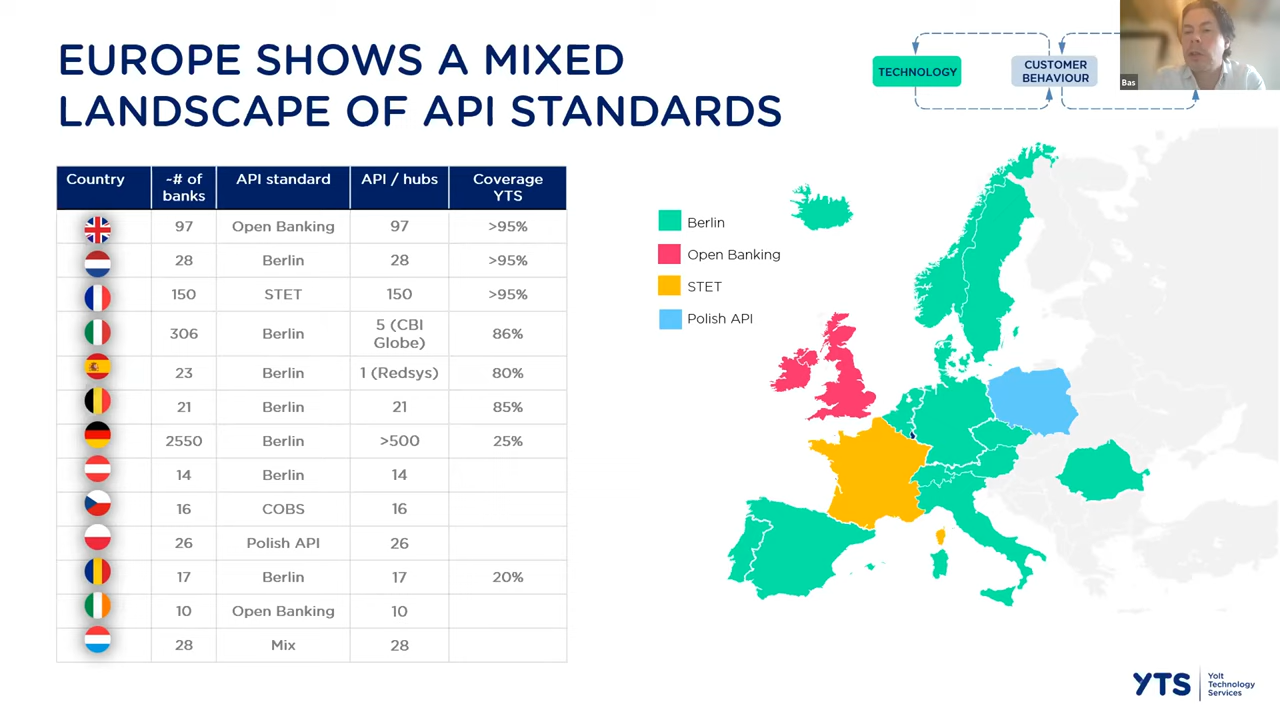 EUROPE SHOWS A MIXED
LANDSCAPE OF API STANDARDS
TECHNOLOGY
CUSTOMER
BEHAVIOUR
Bas
Country ~# of banks API standard API / hubs Coverage YTS
97 Open Banking 97 >95%
28 Berlin 28 >95%
150 STET 150 >95%
306 Berlin 5 (CBI Globe) 86%
23 Berlin 1 (Redsys) 80%
21 Berlin 21 85%
2550 Berlin >500 25%
14 Berlin 14
16 COBS 16
26 Polish API 26
17 Berlin 17 20%
10 Open Banking 10
28 Mix 28
Berlin
Open Banking
STET
Polish API
YTS
Yolt
Technology
Services